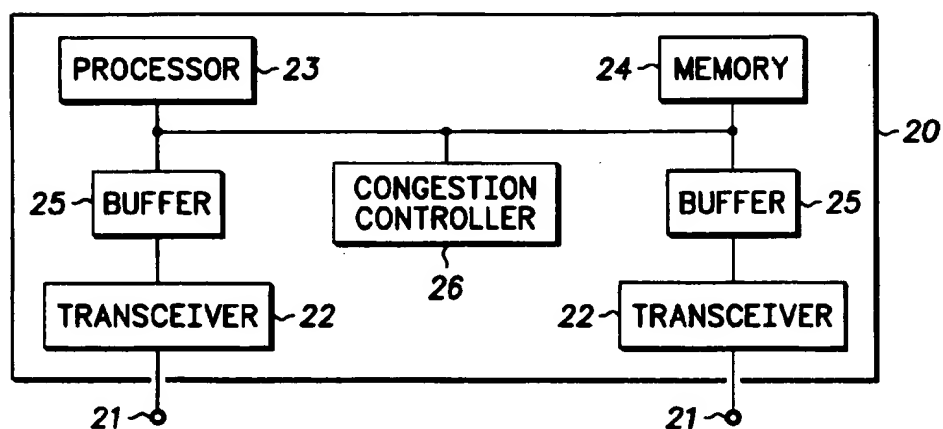 PROCESSOR 23
24 MEMORY
20
25 BUFFER
CONGESTION
CONTROLLER
26
BUFFER 25
TRANSCEIVER 22
22 TRANSCEIVER
21
21